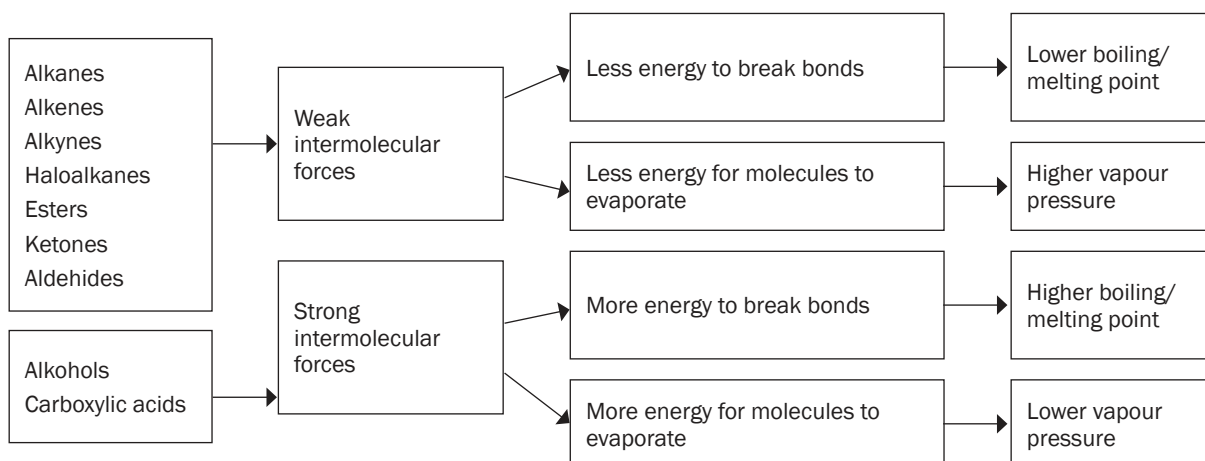 Alkanes
Alkenes
Alkynes
Haloalkanes
Esters
Ketones
Aldehides
Weak
intermolecular
forces
Less energy to break bonds
Lower boiling/
melting point
Less energy for molecules to
evaporate
Higher vapour
pressure
Alkohols
Carboxylic acids
Strong
intermolecular
forces
More energy to break bonds
Higher boiling/
melting point
More energy for molecules to
evaporate
Lower vapour
pressure